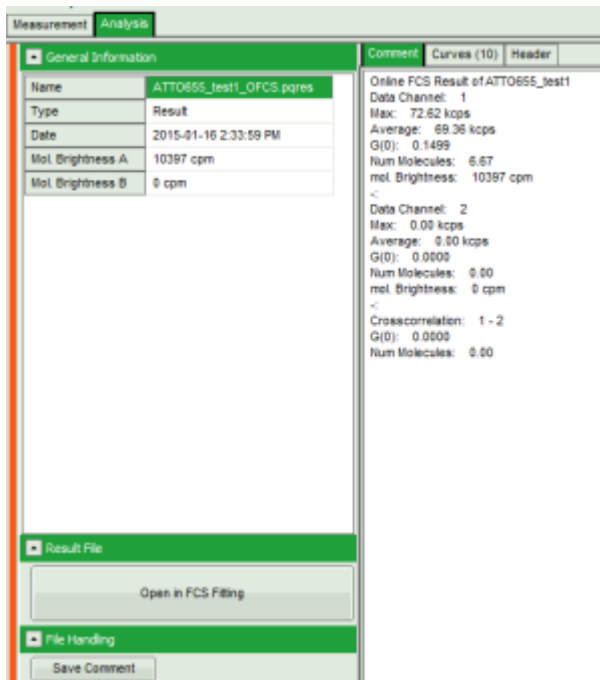 Measurement Analysis
General Information
Name ATTO655_test1_OFCS.pqres
Type Result
Date 2015-01-16 2:33:59 PM
Mol. Brightness A 10397 cpm
Mol. Brightness B 0 cpm
Result File
Open in FCS Fitting
File Handling
Save Comment
Comment Curves (10) Header
Online FCS Result of ATTO655_test1
Data Channel: 1
Max: 72.62 kcps
Average: 69.36 kcps
G(0): 0.1499
Num Molecules: 6.67
mol. Brightness: 10397 cpm
-:
Data Channel: 2
Max: 0.00 kcps
Average: 0.00 kcps
G(0): 0.0000
Num Molecules: 0.00
mol. Brightness: 0 cpm
-:
Crosscorrelation: 1 - 2
G(0): 0.0000
Num Molecules: 0.00